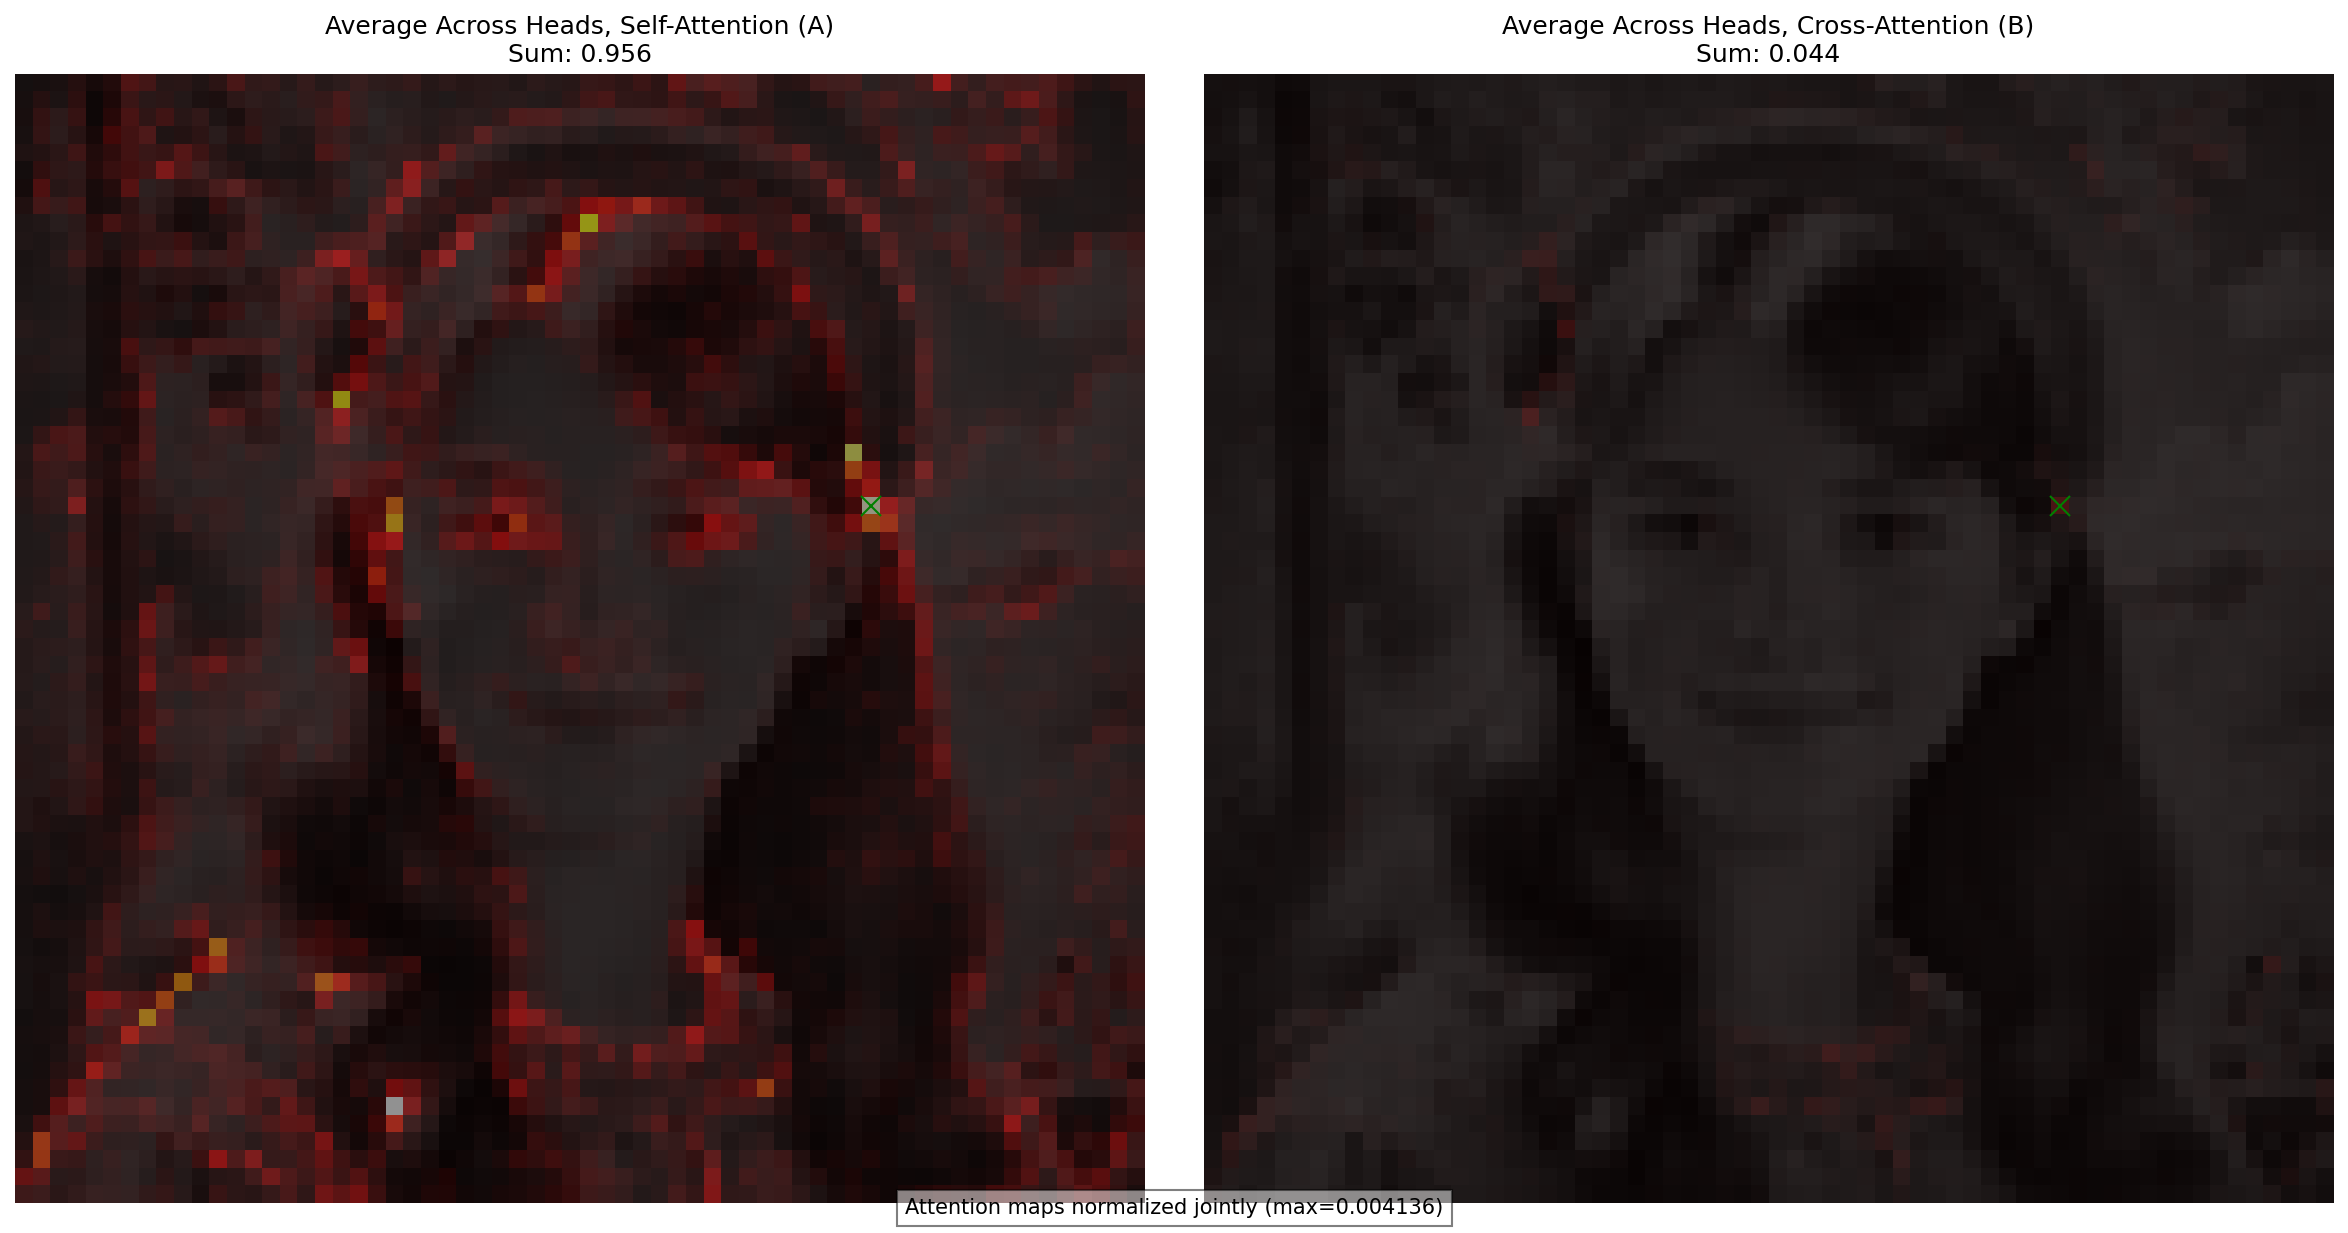 Average Across Heads, Self-Attention (A)
Sum: 0.956
Average Across Heads, Cross-Attention (B)
Sum: 0.044
Attention maps normalized jointly (max=0.004136)